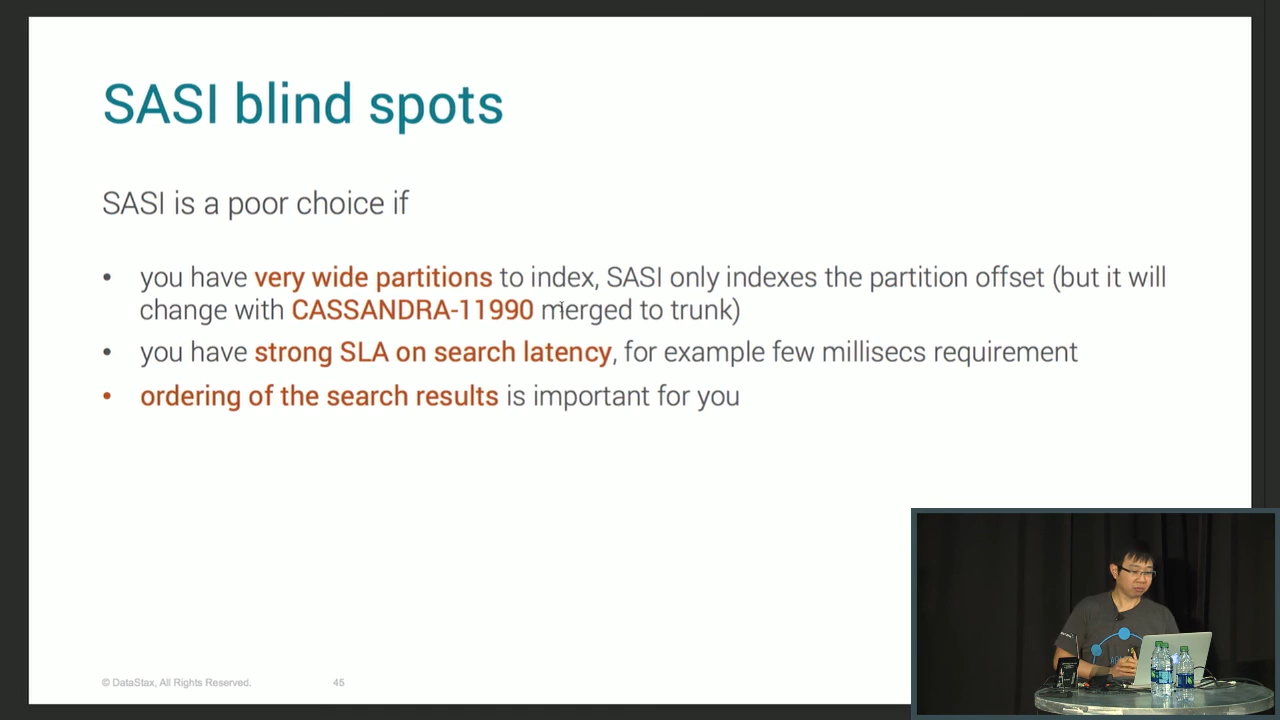 SASI blind spots
SASI is a poor choice if
• you have very wide partitions to index, SASI only indexes the partition offset (but it will
change with CASSANDRA-11990 merged to trunk)
• you have strong SLA on search latency, for example few millisecs requirement
• ordering of the search results is important for you
© DataStax, All Rights Reserved.
45